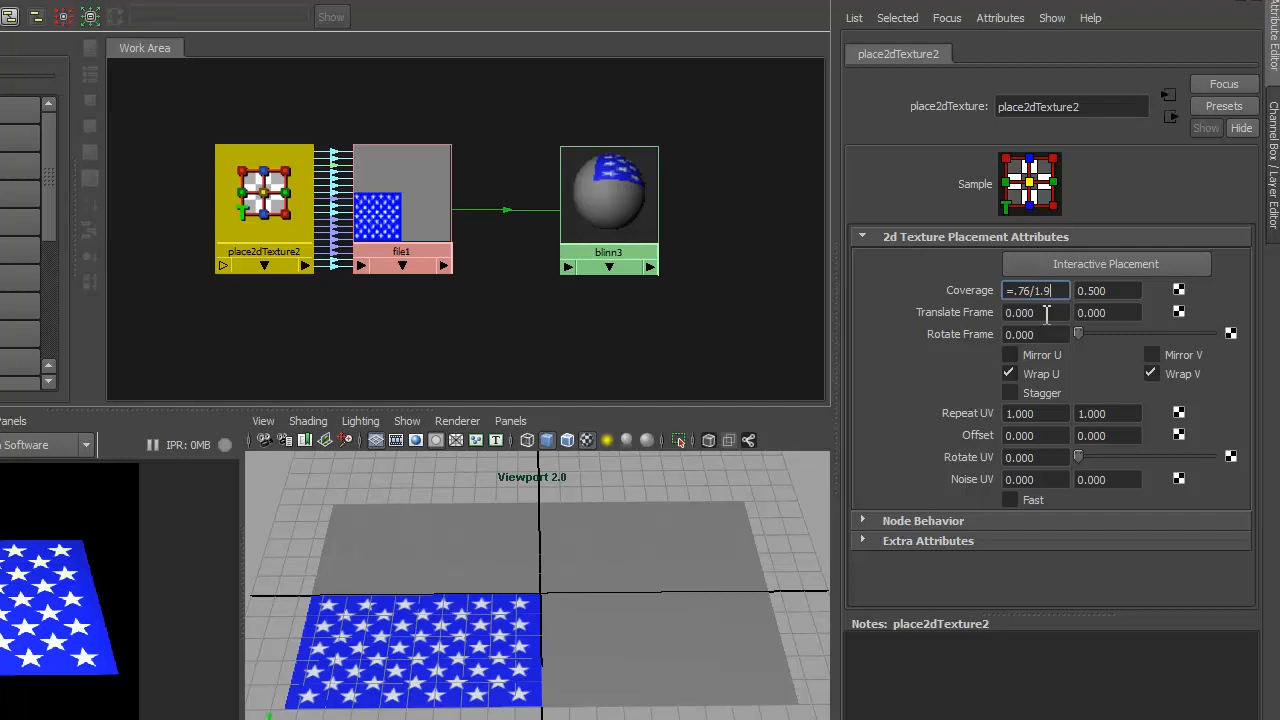 Show
List Selected Focus Attributes Show Help
Attribute Editor
Work Area
place2dTexture2
Focus
place2dTexture: place2dTexture2
Presets
Show Hide
Channel Box / Layer Editor
Sample
2d Texture Placement Attributes
place2dTexture2
file1
blinn3
Interactive Placement
Coverage =.76/1.9 0.500
Translate Frame 0.000 0.000
Rotate Frame 0.000
Mirror U Mirror V
Wrap U Wrap V
Stagger
Repeat UV 1.000 1.000
Offset 0.000 0.000
Rotate UV 0.000
Noise UV 0.000 0.000
Fast
Node Behavior
Extra Attributes
Notes: place2dTexture2
Panels
View Shading Lighting Show Renderer Panels
Software
IPR: 0MB
T
Viewport 2.0